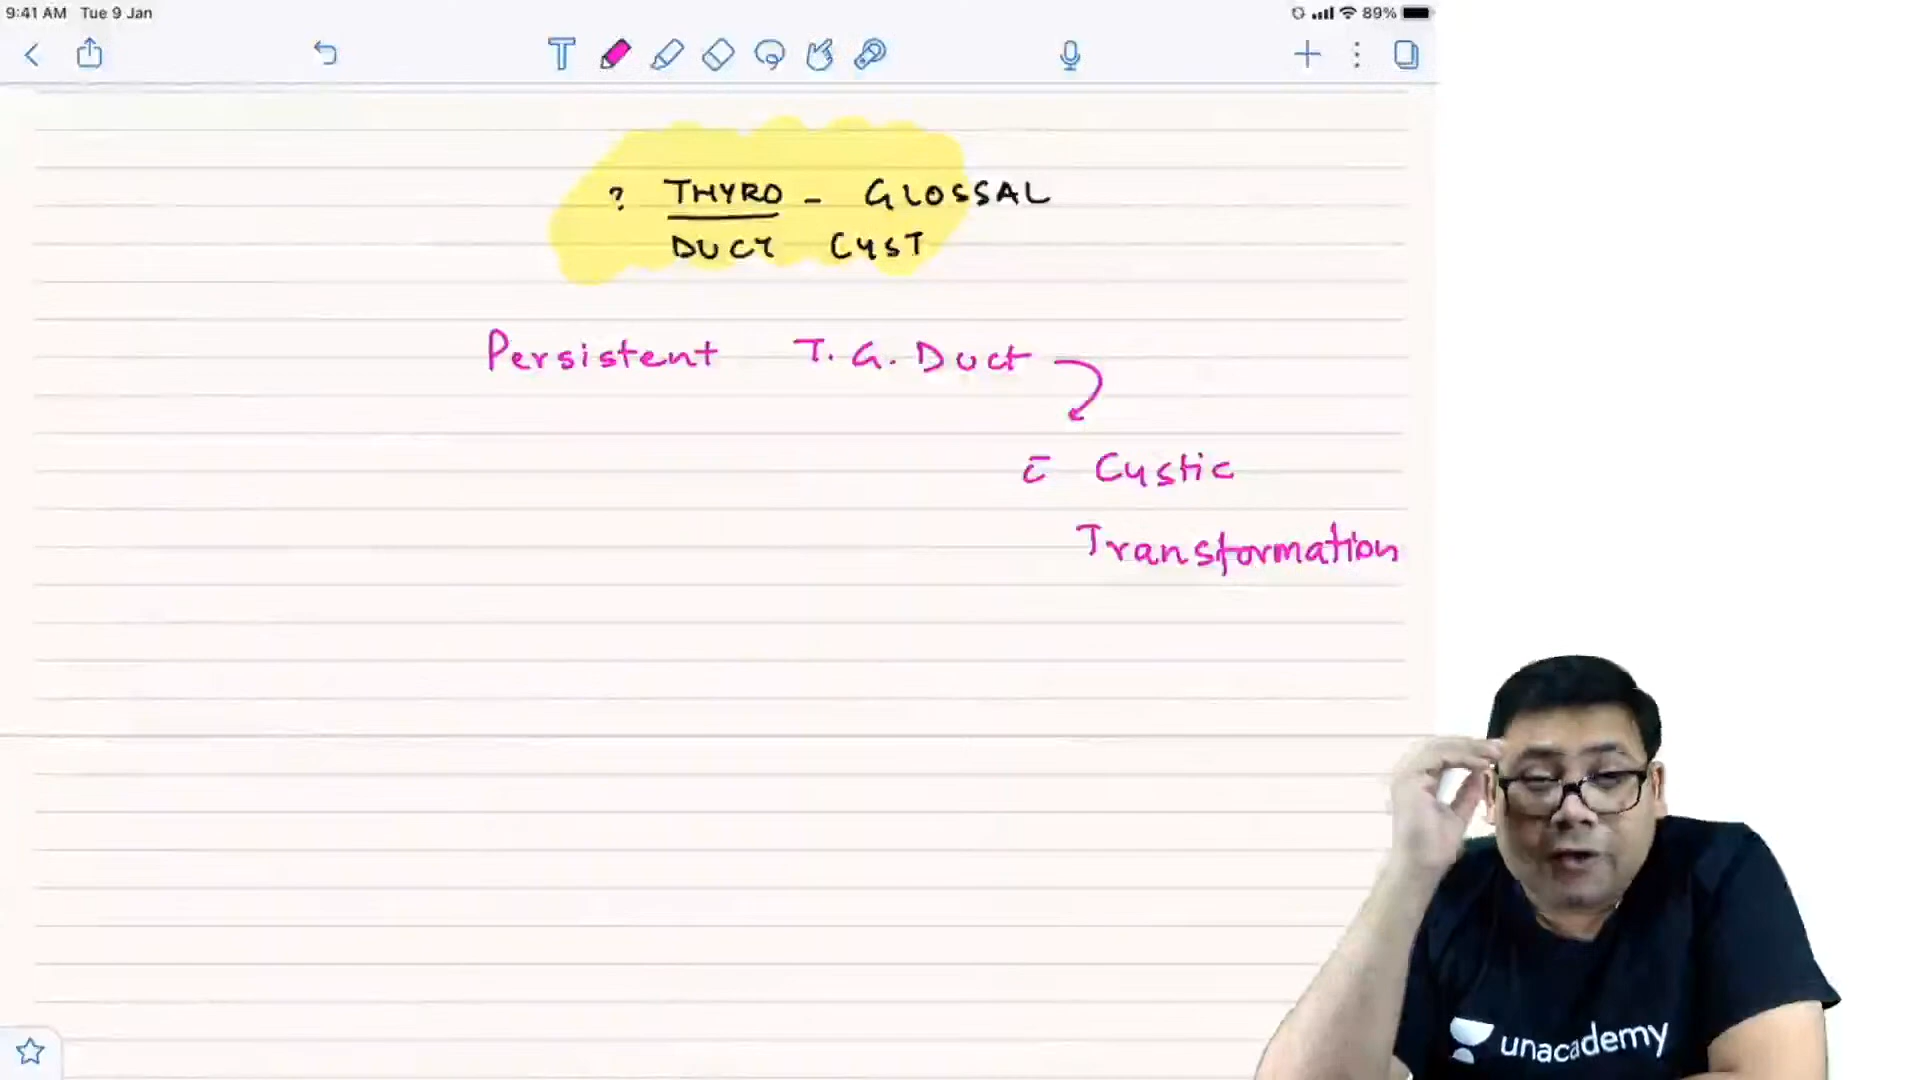 9:41 AM Tue 9 Jan
89%
? THYRO - GLOSSAL
DUCT CYST
Persistent T. G. Duct
c̄ Cystic
Transformation
unacademy